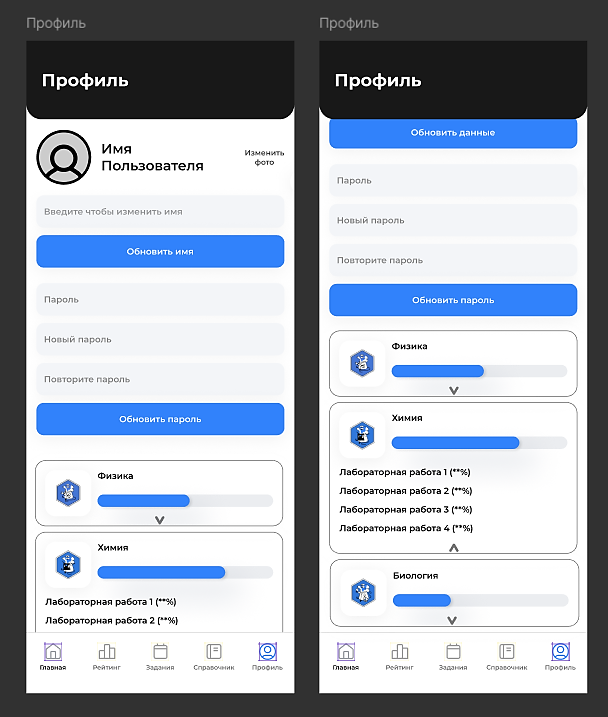 Профиль
Профиль
Имя
Пользователя
Изменить
фото
Введите чтобы изменить имя
Обновить имя
Пароль
Новый пароль
Повторите пароль
Обновить пароль
Физика
Химия
Лабораторная работа 1 (**%)
Лабораторная работа 2 (**%)
Главная
Рейтинг
Задания
Справочник
Профиль
Профиль
Профиль
Обновить данные
Пароль
Новый пароль
Повторите пароль
Обновить пароль
Физика
Химия
Лабораторная работа 1 (**%)
Лабораторная работа 2 (**%)
Лабораторная работа 3 (**%)
Лабораторная работа 4 (**%)
Биология
Главная
Рейтинг
Задания
Справочник
Профиль